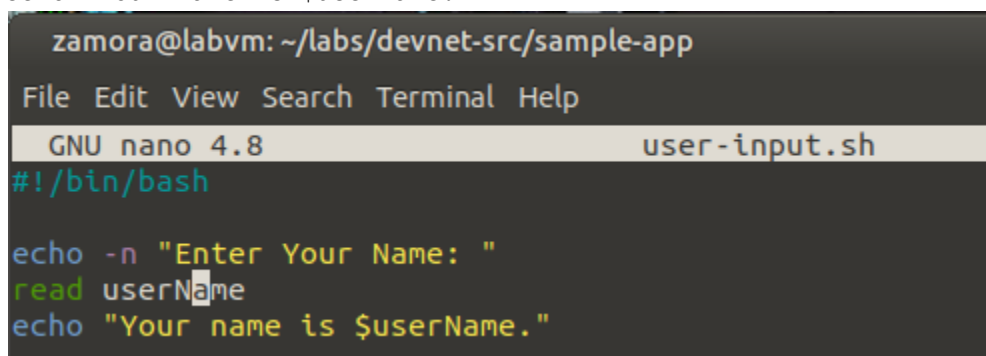 zamora@labvm: ~/labs/devnet-src/sample-app
File Edit View Search Terminal Help
GNU nano 4.8 user-input.sh
#!/bin/bash
echo -n "Enter Your Name: "
read userName
echo "Your name is $userName."